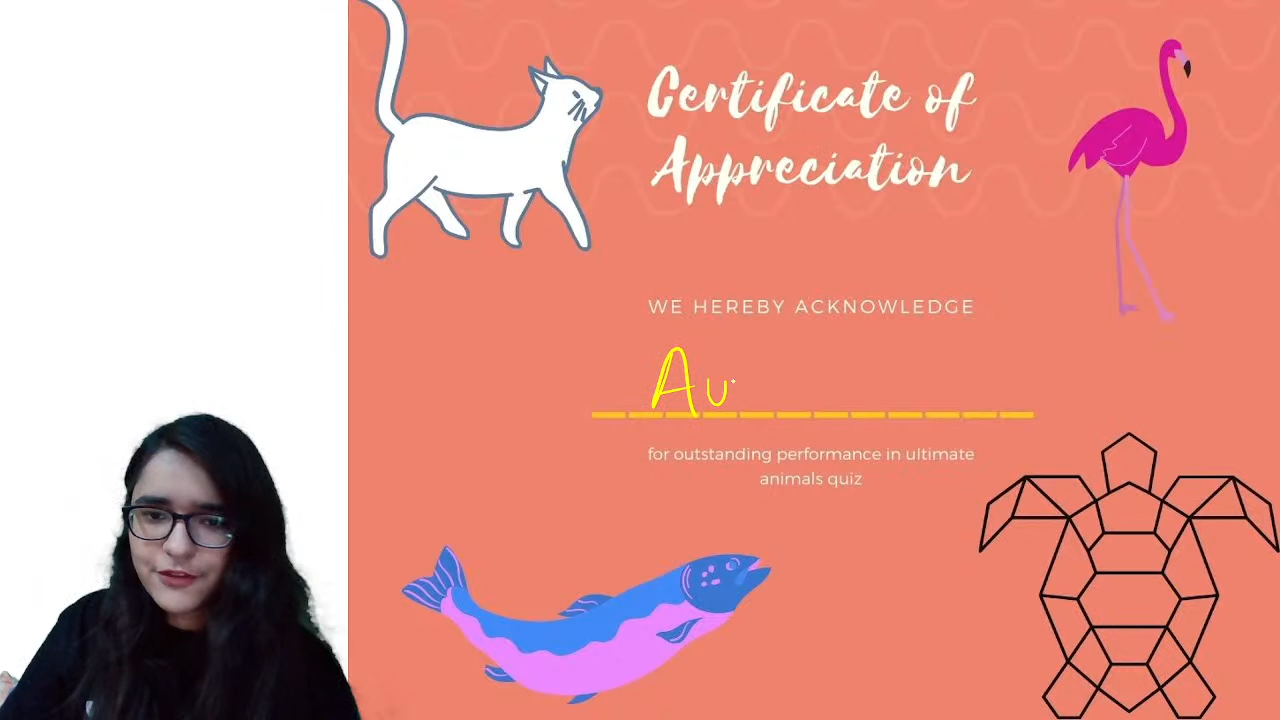 Certificate of
Appreciation
WE HEREBY ACKNOWLEDGE
Au
for outstanding performance in ultimate
animals quiz